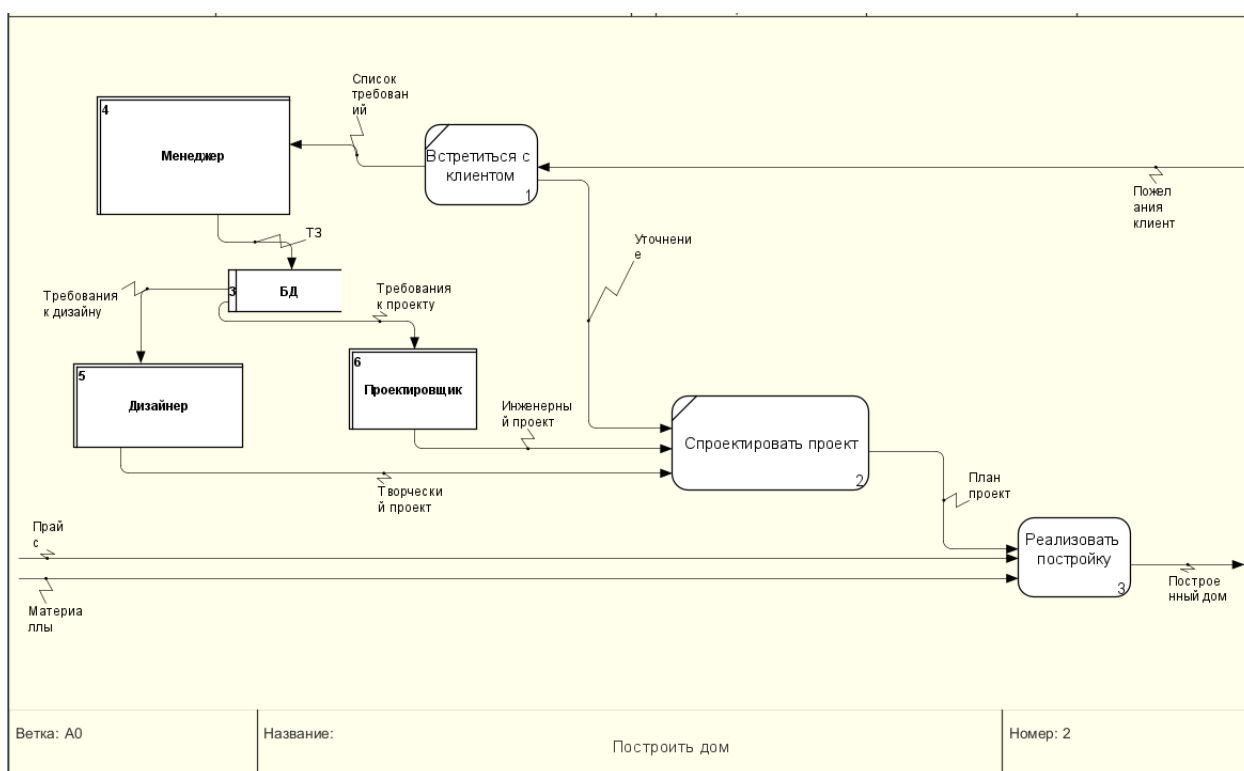 Список
требован
ий
4
Менеджер
Встретиться с
клиентом
1
Пожел
ания
клиент
ТЗ
Уточнени
е
Требования
к дизайну
3
БД
Требования
к проекту
5
Дизайнер
6
Проектировщик
Инженерны
й проект
Спроектировать проект
2
Творчески
й проект
План
проект
Прай
с
Реализовать
постройку
3
Построе
нный дом
Материа
ллы
Ветка: A0
Название:
Построить дом
Номер: 2